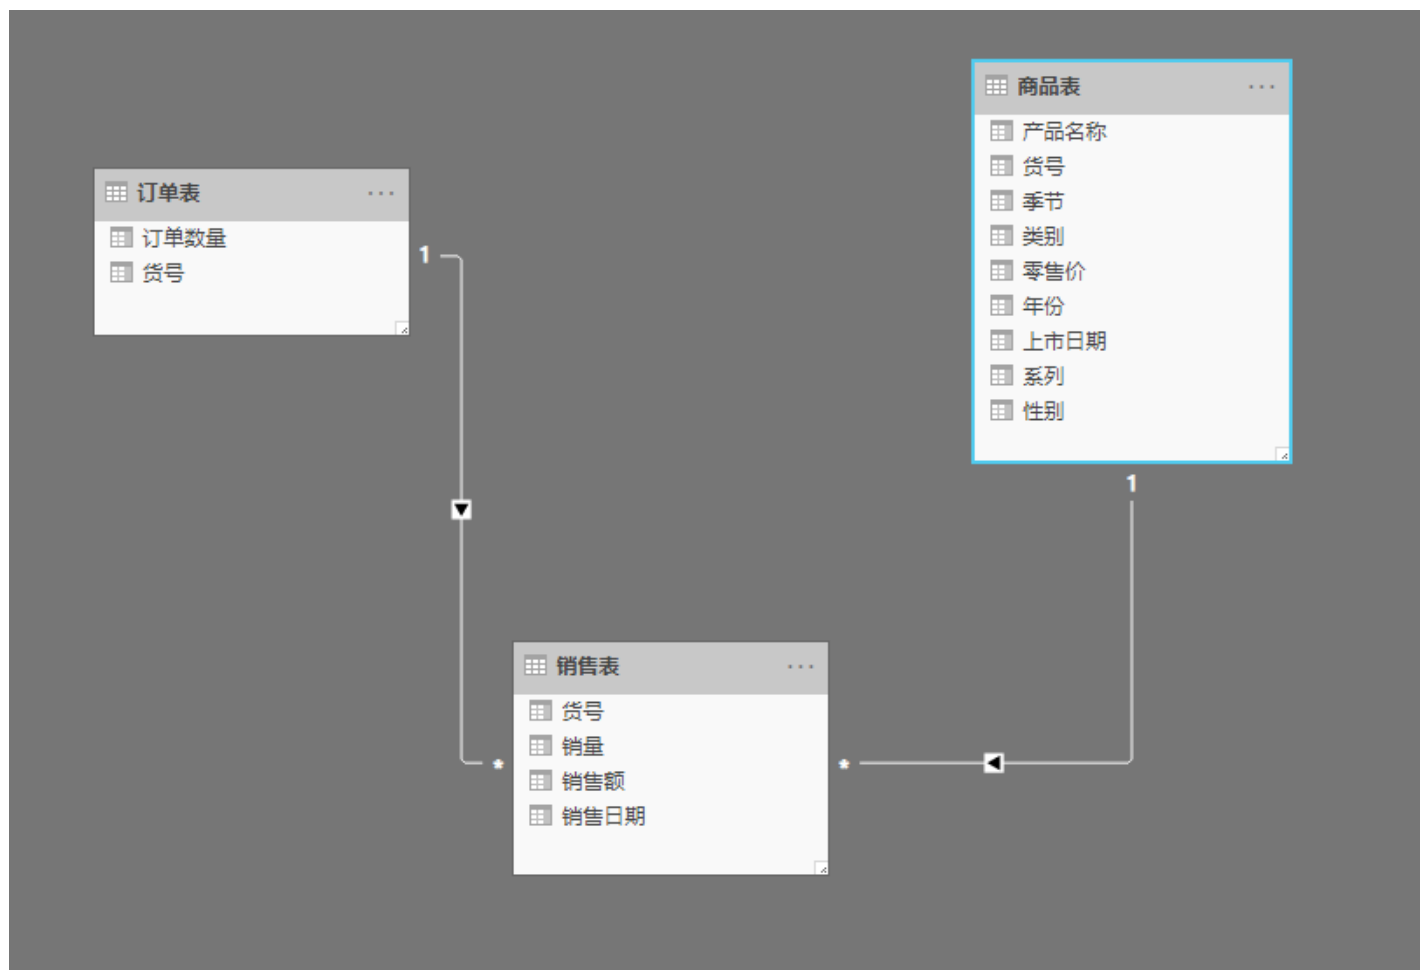 商品表
产品名称
货号
季节
类别
零售价
年份
上市日期
系列
性别
1
订单表
订单数量
货号
1
销售表
货号
销量
销售额
销售日期
*
*